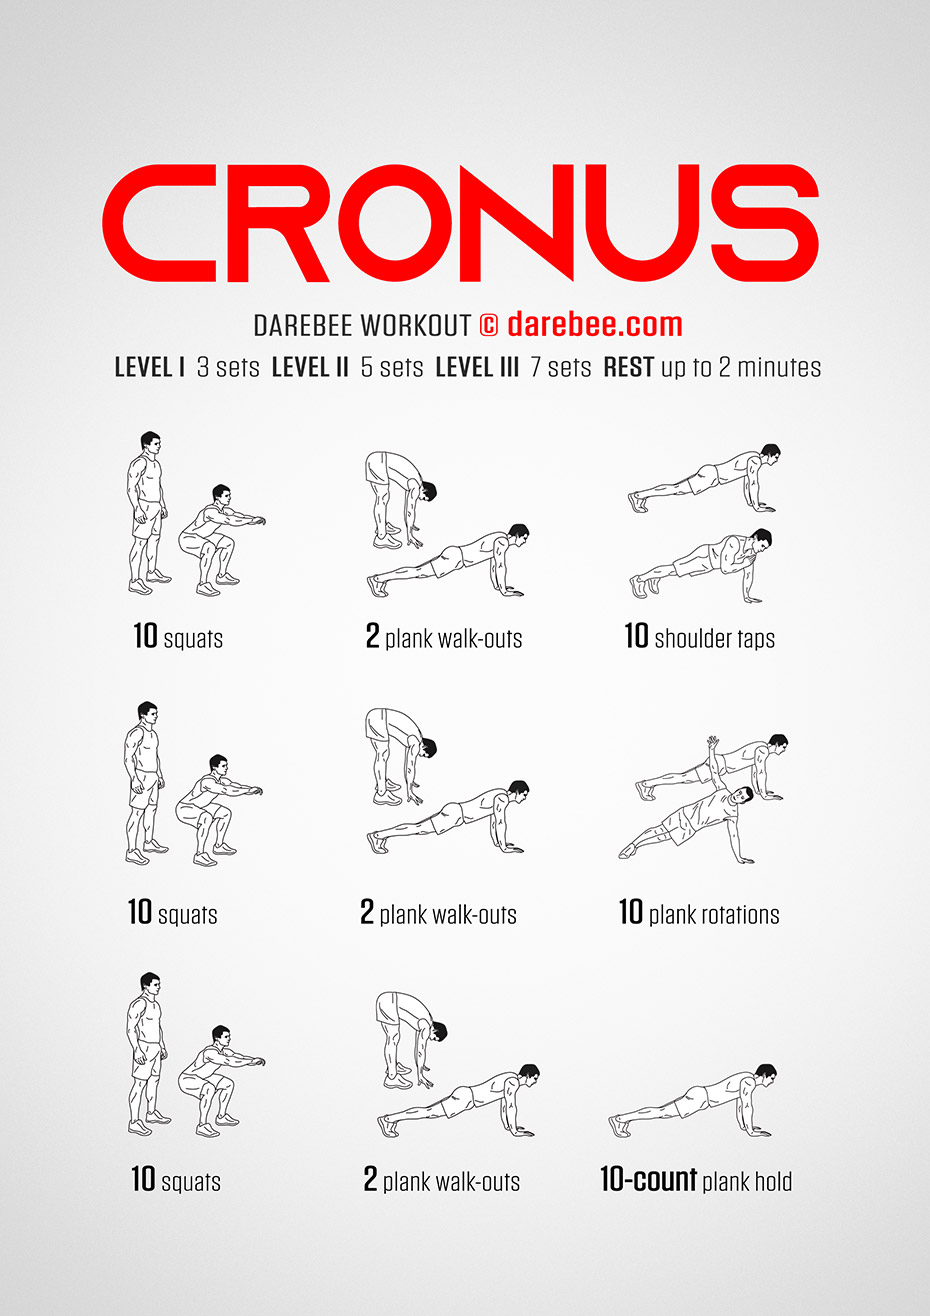 CRONUS
DAREBEE WORKOUT © darebee.com
LEVEL I 3 sets LEVEL II 5 sets LEVEL III 7 sets REST up to 2 minutes
10 squats
2 plank walk-outs
10 shoulder taps
10 squats
2 plank walk-outs
10 plank rotations
10 squats
2 plank walk-outs
10-count plank hold